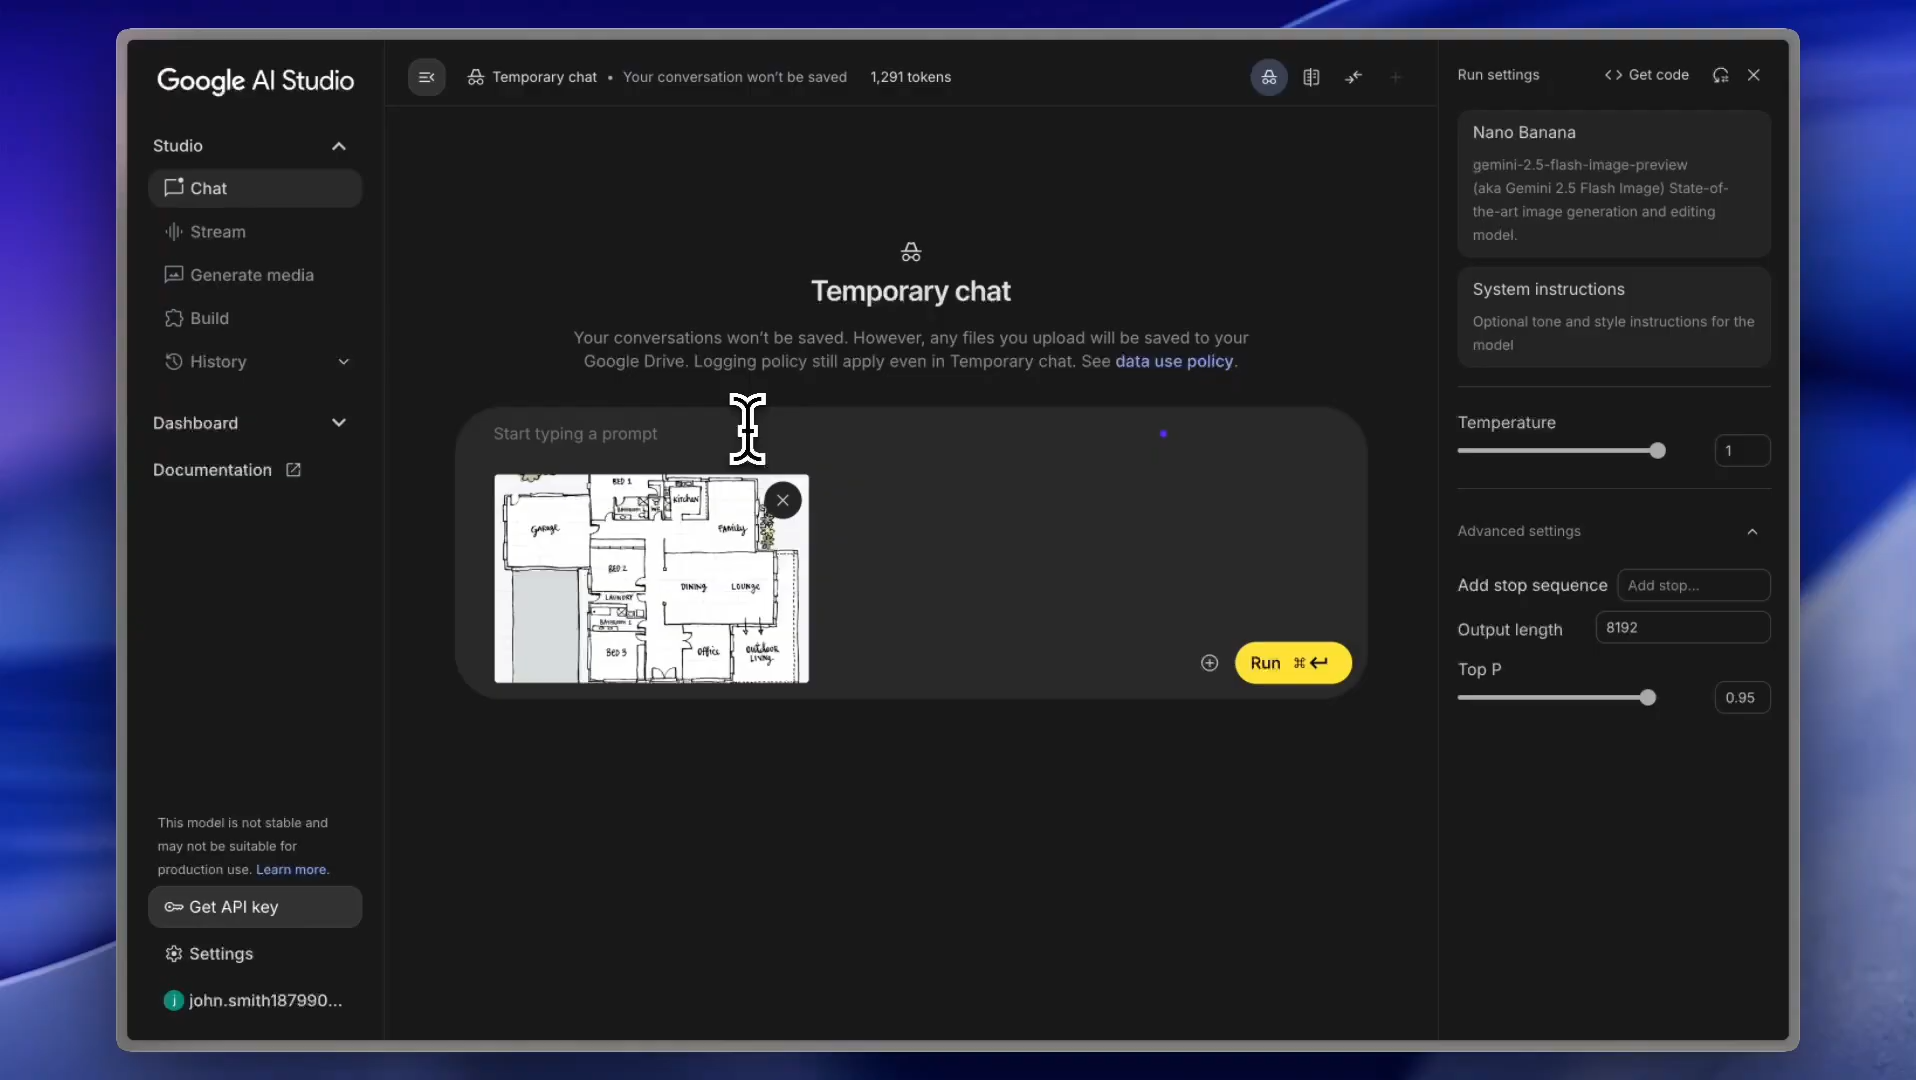 Google AI Studio
Studio
Chat
Stream
Generate media
Build
History
Dashboard
Documentation
This model is not stable and
may not be suitable for
production use. Learn more.
Get API key
Settings
j john.smith187990...
Temporary chat • Your conversation won't be saved 1,291 tokens
Temporary chat
Your conversations won't be saved. However, any files you upload will be saved to your
Google Drive. Logging policy still apply even in Temporary chat. See data use policy.
Start typing a prompt
BED 1
Kitchen
BATHROOM
GARAGE
FAMILY
BED 2
DINING
LOUNGE
LAUNDRY
BATHROOM 2
BED 3
OFFICE
OUTDOOR
LIVING
Run ⌘↵
Run settings
<> Get code
Nano Banana
gemini-2.5-flash-image-preview
(aka Gemini 2.5 Flash Image) State-of-
the-art image generation and editing
model.
System instructions
Optional tone and style instructions for the
model
Temperature
1
Advanced settings
Add stop sequence Add stop...
Output length 8192
Top P
0.95